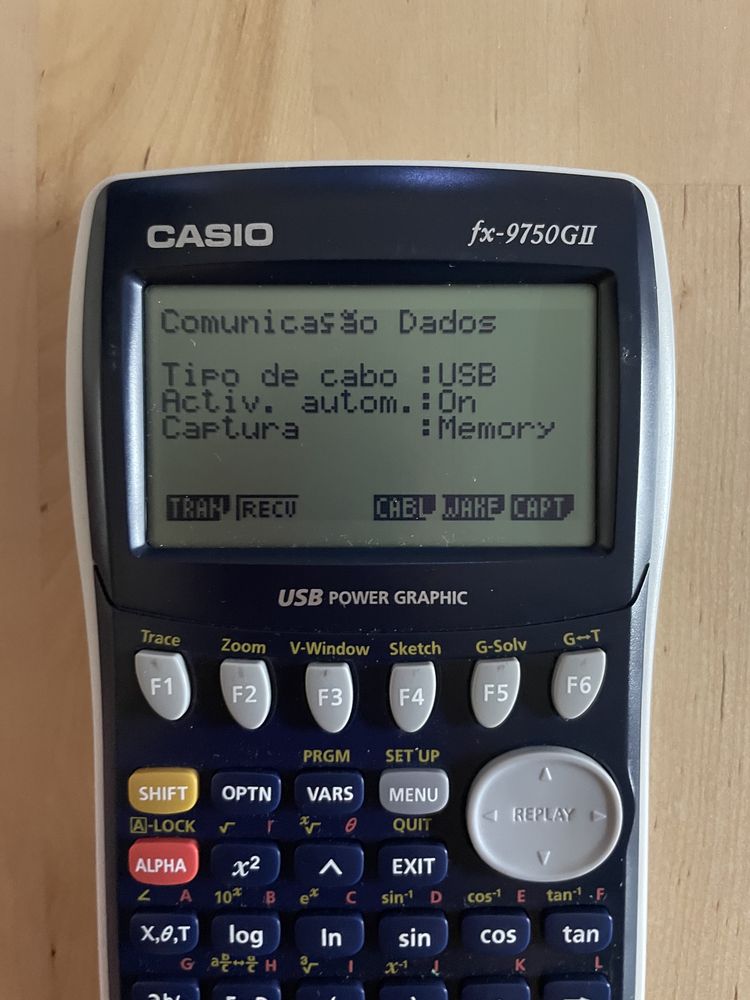 CASIO fx-9750GII
Comunicação Dados
Tipo de cabo :USB
Activ. autom.:On
Captura :Memory
TRAN RECV CABL WAKE CAPT
USB POWER GRAPHIC
Trace Zoom V-Window Sketch G-Solv G↔T
F1 F2 F3 F4 F5 F6
PRGM SET UP
SHIFT OPTN VARS MENU REPLAY
A-LOCK √ r ˣ√ θ QUIT
ALPHA x² ^ EXIT
∠ A 10ˣ B eˣ C sin⁻¹ D cos⁻¹ E tan⁻¹ F
X,θ,T log ln sin cos tan
G a b/c↔d/c H ³√ I x⁻¹ J K L